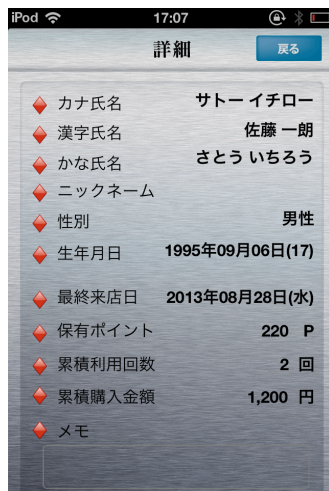 iPod 17:07
詳細 戻る
カナ氏名 サトー イチロー
漢字氏名 佐藤 一朗
かな氏名 さとう いちろう
ニックネーム
性別 男性
生年月日 1995年09月06日(17)
最終来店日 2013年08月28日(水)
保有ポイント 220 P
累積利用回数 2 回
累積購入金額 1,200 円
メモ